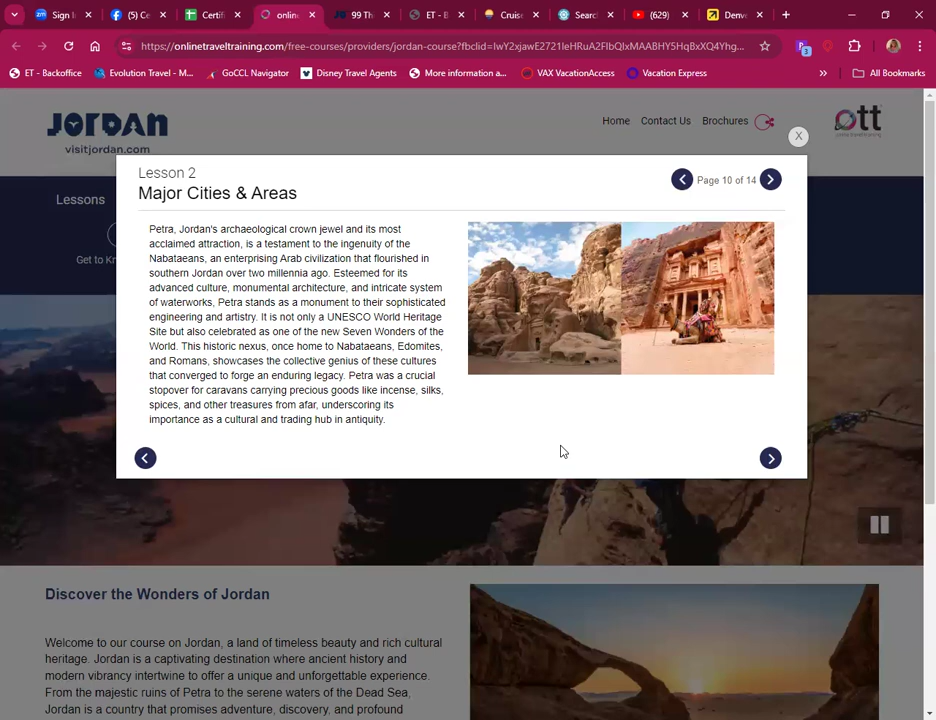 Sign I
(5) Ce
Certifi
online
99 Thi
ET - B
Cruise
Searc
(629)
Denve
https://onlinetraveltraining.com/free-courses/providers/jordan-course?fbclid=IwY2xjawE2721leHRuA2FlbQIxMAABHY5HqBxXQ4Yhg...
3
ET - Backoffice
Evolution Travel - M...
GoCCL Navigator
Disney Travel Agents
More information a...
VAX VacationAccess
Vacation Express
All Bookmarks
JORDAN
visitjordan.com
Home
Contact Us
Brochures
ott
X
Lessons
Get to Kn
Lesson 2
Major Cities & Areas
Page 10 of 14
Petra, Jordan's archaeological crown jewel and its most
acclaimed attraction, is a testament to the ingenuity of the
Nabataeans, an enterprising Arab civilization that flourished in
southern Jordan over two millennia ago. Esteemed for its
advanced culture, monumental architecture, and intricate system
of waterworks, Petra stands as a monument to their sophisticated
engineering and artistry. It is not only a UNESCO World Heritage
Site but also celebrated as one of the new Seven Wonders of the
World. This historic nexus, once home to Nabataeans, Edomites,
and Romans, showcases the collective genius of these cultures
that converged to forge an enduring legacy. Petra was a crucial
stopover for caravans carrying precious goods like incense, silks,
spices, and other treasures from afar, underscoring its
importance as a cultural and trading hub in antiquity.
Discover the Wonders of Jordan
Welcome to our course on Jordan, a land of timeless beauty and rich cultural
heritage. Jordan is a captivating destination where ancient history and
modern vibrancy intertwine to offer a unique and unforgettable experience.
From the majestic ruins of Petra to the serene waters of the Dead Sea,
Jordan is a country that promises adventure, discovery, and profound